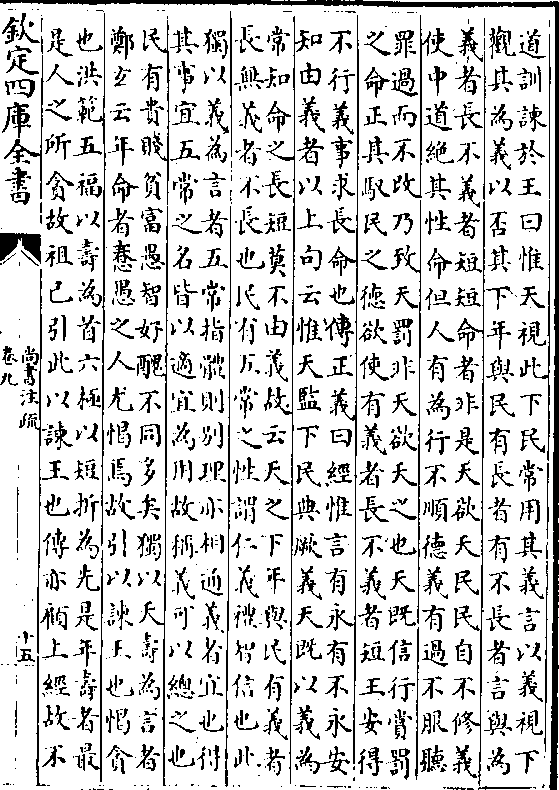 道訓諫於王曰惟天視此下民常用其義言以義視下
觀其為義以否其下年與民有長者有不長者言與為
義者長不義者短短命者非是天欲夭民民自不修義
使中道絶其性命但人有為行不順德義有過不服聽
罪過而不改乃致天罰非天欲夭之也天既信行賞罰
之命正其馭民之德欲使有義者長不義者短王安得
不行義事求長命也傳正義曰經惟言有永有不永安
知由義者以上句云惟天監下民典厥義天既以義為
常知命之長短莫不由義故云天之下年與民有義者
長無義者不長也民有五常之性謂仁義禮智信也此
獨以義為言者五常指體則别理亦相通義者宜也得
其事宜五常之名皆以適宜為用故稱義可以總之也
民有貴賤貧富愚智好醜不同多矣獨以夭壽為言者
鄭玄云年命者惷愚之人尤愒焉故引以諫王也愒貪
也洪範五福以壽為首六極以短折為先是年壽者最
是人之所貪故祖己引此以諫王也傳亦顧上經故不
欽定四庫全書
尚書注疏
卷九
十五